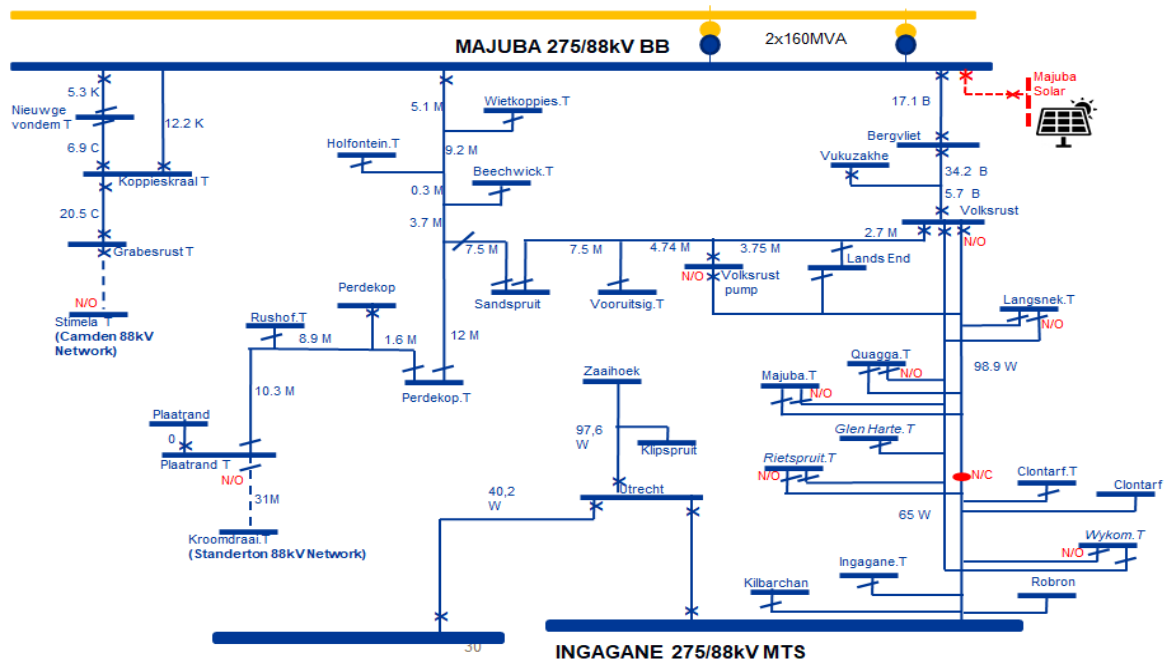 2x160MVA
MAJUBA 275/88kV BB
Majuba
Solar
5.3 K
5.1 M
Wietkoppies.T
17.1 B
Nieuwge
vondem T
12.2 K
Holfontein.T
9.2 M
Bergvliet
6.9 C
Vukuzakhe
34.2 B
Koppieskraal T
Beechwick.T
0.3 M
5.7 B
20.5 C
3.7 M
Volksrust
2.7 M
N/O
Grabesrust T
7.5 M
7.5 M
4.74 M
3.75 M
Lands End
N/O
Volksrust
pump
Perdekop
Sandspruit
Vooruitsig.T
N/O
Stimela T
(Camden 88kV
Network)
Rushof.T
Langsnek.T
N/O
8.9 M
1.6 M
12 M
Quagga.T
N/O
98.9 W
Zaaihoek
Majuba.T
N/O
10.3 M
Perdekop.T
Plaatrand
0
97,6
W
Klipspruit
Glen Harte.T
Plaatrand T
Rietspruit.T
N/O
N/C
N/O
Clontarf.T
Clontarf
31M
40,2
W
Utrecht
65 W
Kroomdraai.T
(Standerton 88kV Network)
Wykom.T
N/O
Ingagane.T
Kilbarchan
Robron
30
INGAGANE 275/88kV MTS